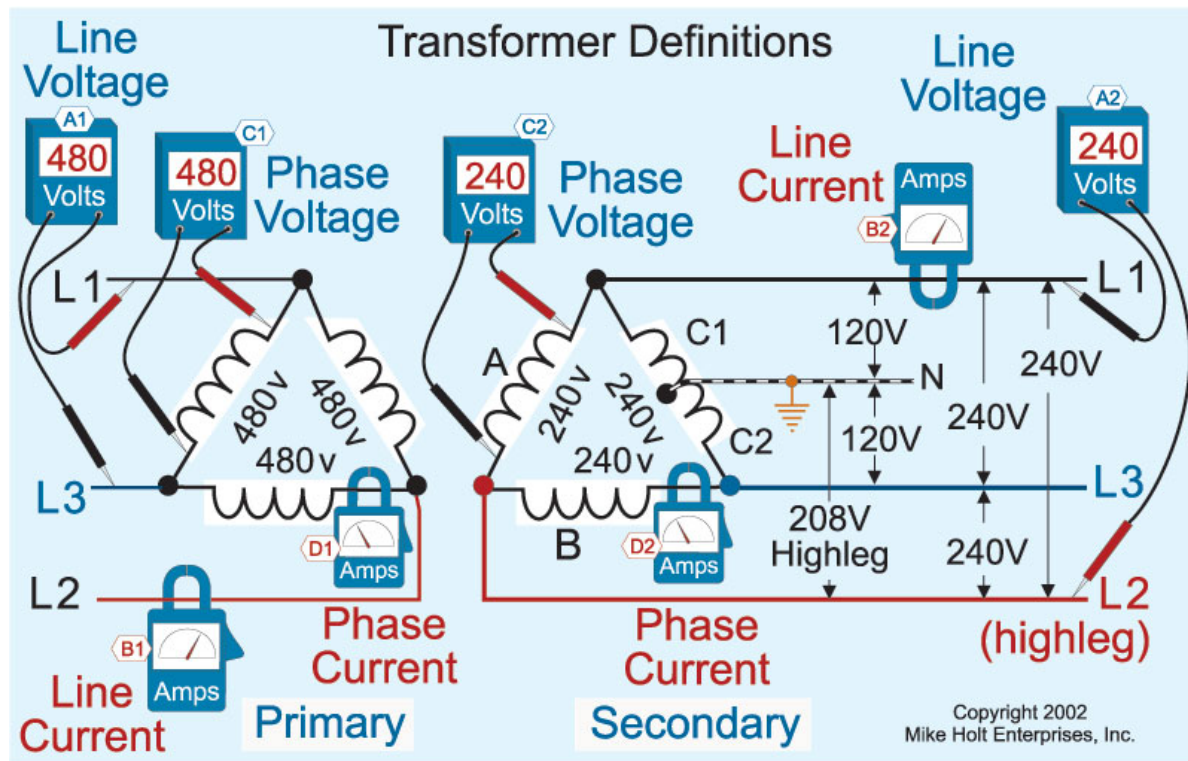 Transformer Definitions
Line
Voltage
A1
480
Volts
C1
480
Volts
Phase
Voltage
C2
240
Volts
Phase
Voltage
Line
Current
Amps
B2
Line
Voltage
A2
240
Volts
L1
480v
480v
480v
L3
L2
D1
Amps
B1
Amps
Line
Current
Phase
Current
Primary
A
240v
240v
240v
C1
C2
B
D2
Amps
Phase
Current
Secondary
120V
N
120V
208V
Highleg
240V
240V
240V
L1
L3
L2
(highleg)
Copyright 2002
Mike Holt Enterprises, Inc.